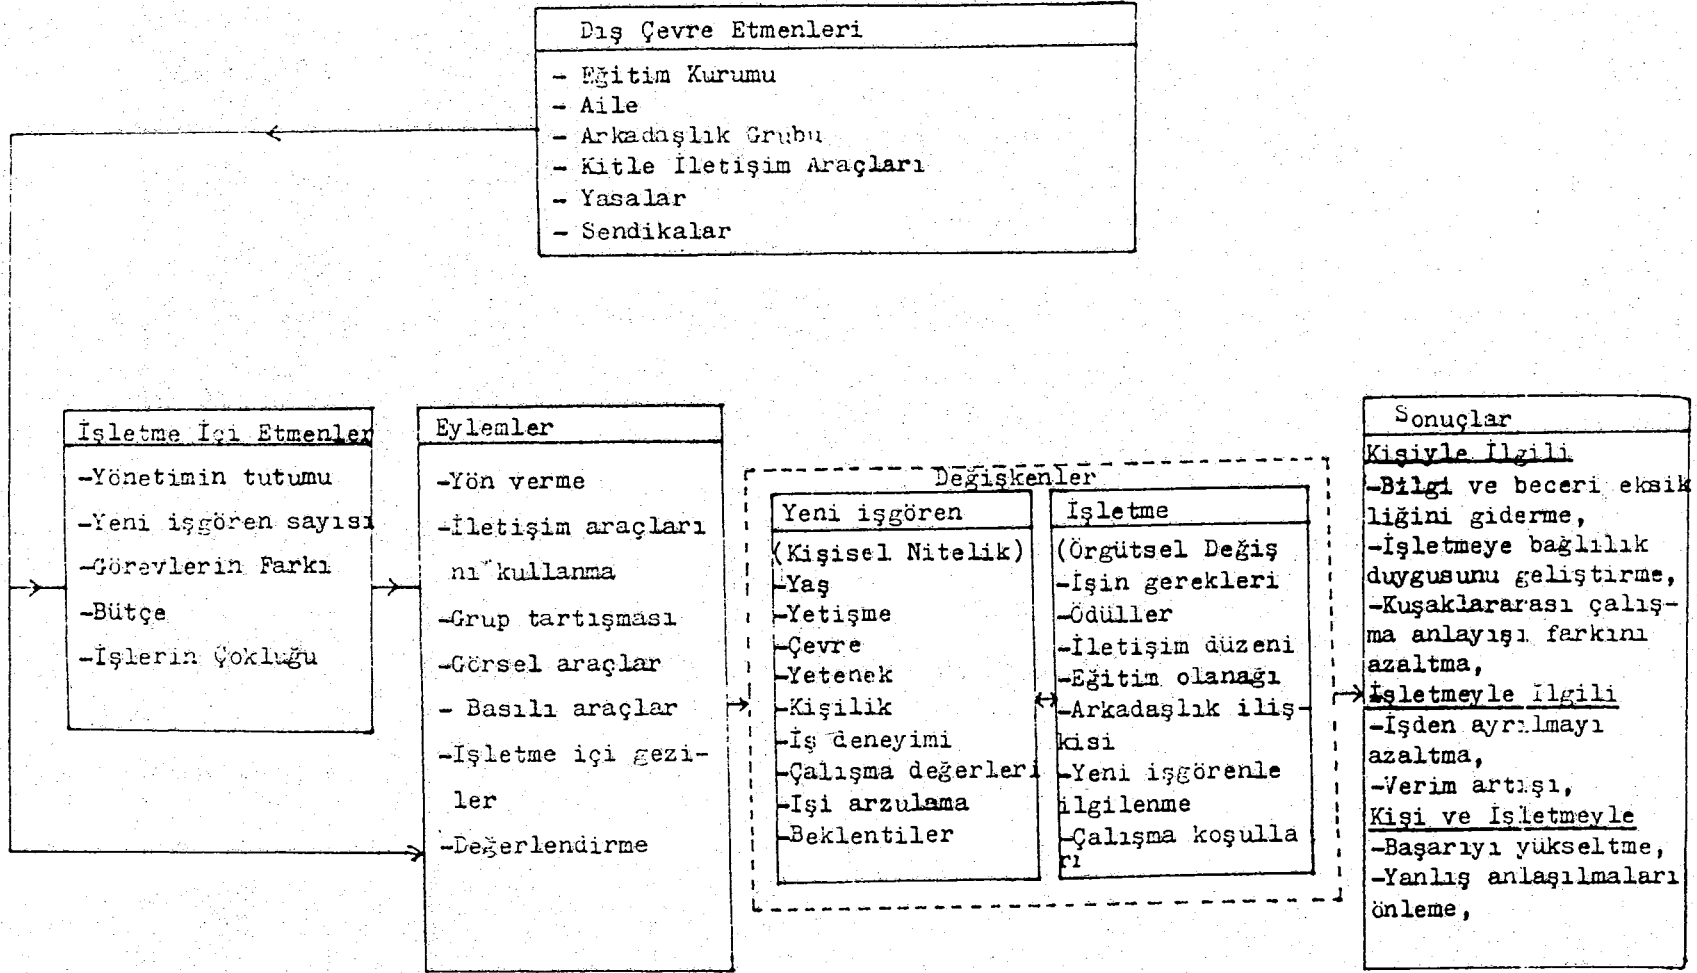 Dış Çevre Etmenleri
- Eğitim Kurumu
- Aile
- Arkadaşlık Grubu
- Kitle İletişim Araçları
- Yasalar
- Sendikalar
İşletme İçi Etmenler
-Yönetimin tutumu
-Yeni işgören sayısı
-Görevlerin Farkı
-Bütçe
-İşlerin Çokluğu
Eylemler
-Yön verme
-İletişim araçları
nı kullanma
-Grup tartışması
-Görsel araçlar
- Basılı araçlar
-İşletme içi gezi-
ler
-Değerlendirme
Değişkenler
Yeni işgören
(Kişisel Nitelik)
-Yaş
-Yetişme
-Çevre
-Yetenek
-Kişilik
-İş deneyimi
-Çalışma değerleri
-İşi arzulama
-Beklentiler
İşletme
(Örgütsel Değiş
-İşin gerekleri
-Ödüller
-İletişim düzeni
-Eğitim olanağı
-Arkadaşlık iliş-
kisi
-Yeni işgörenle
ilgilenme
-Çalışma koşulla
rı
Sonuçlar
Kişiyle İlgili
-Bilgi ve beceri eksik
liğini giderme,
-İşletmeye bağlılık
duygusunu geliştirme,
-Kuşaklararası çalış-
ma anlayışı farkını
azaltma,
İşletmeyle İlgili
-İşden ayrılmayı
azaltma,
-Verim artışı,
Kişi ve İşletmeyle
-Başarıyı yükseltme,
-Yanlış anlaşılmaları
önleme,